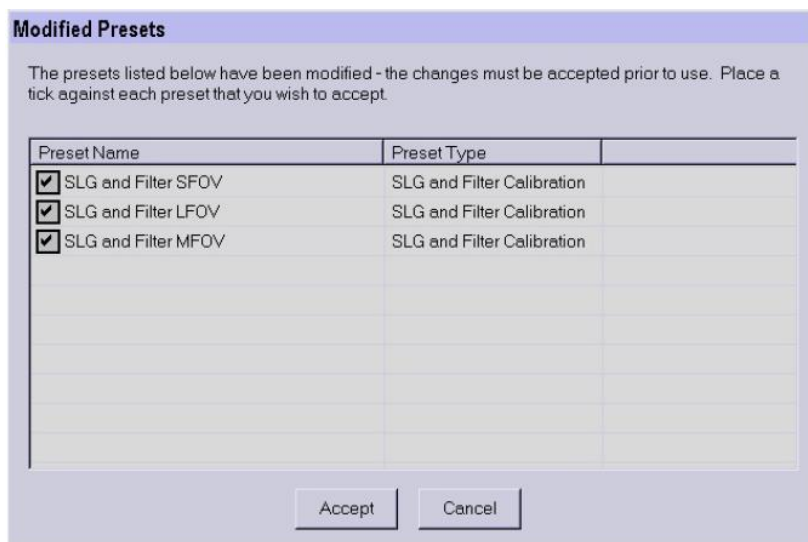 Modified Presets
The presets listed below have been modified - the changes must be accepted prior to use. Place a
tick against each preset that you wish to accept.
Preset Name Preset Type
SLG and Filter SFOV SLG and Filter Calibration
SLG and Filter LFOV SLG and Filter Calibration
SLG and Filter MFOV SLG and Filter Calibration
Accept Cancel